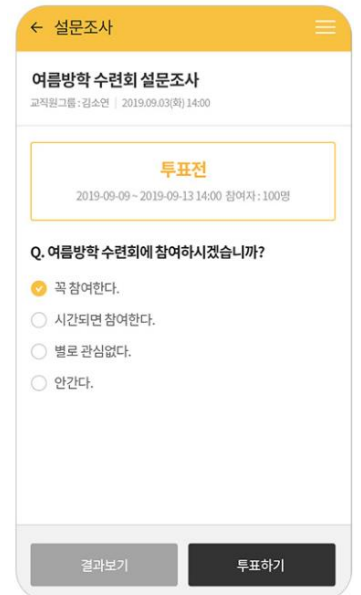 ← 설문조사
여름방학 수련회 설문조사
교직원그룹 : 김소연 | 2019.09.03(화) 14:00
투표전
2019-09-09 ~ 2019-09-13 14:00 참여자 : 100명
Q. 여름방학 수련회에 참여하시겠습니까?
꼭 참여한다.
시간되면 참여한다.
별로 관심없다.
안간다.
결과보기 투표하기